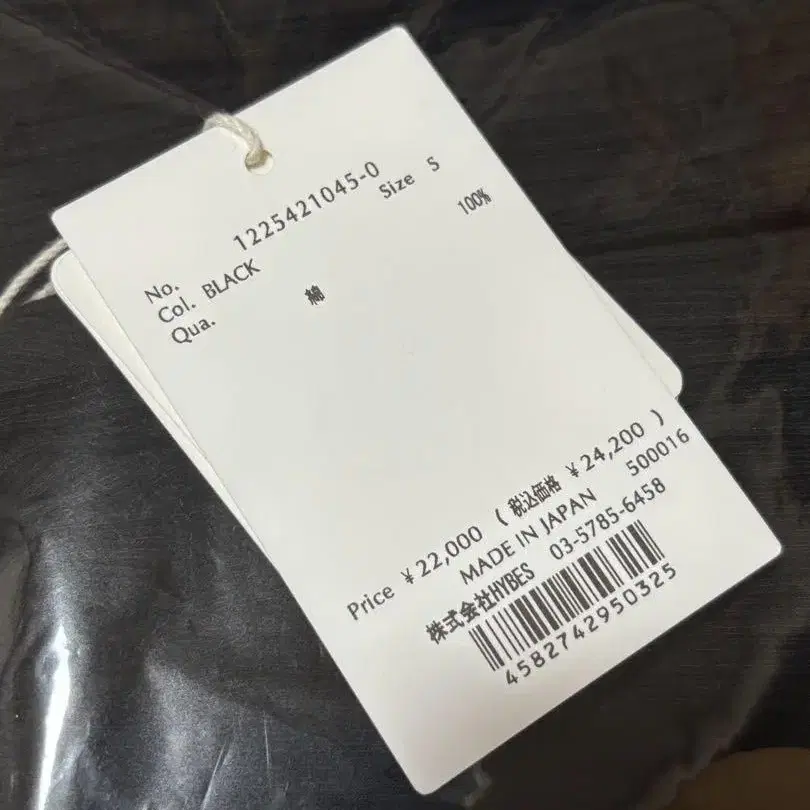 No. 1225421045-0
Col. BLACK Size S
Qua. 綿 100%
Price ¥22,000 ( 税込価格 ¥24,200 )
MADE IN JAPAN 500016
株式会社HYBES 03-5785-6458
4582742950325